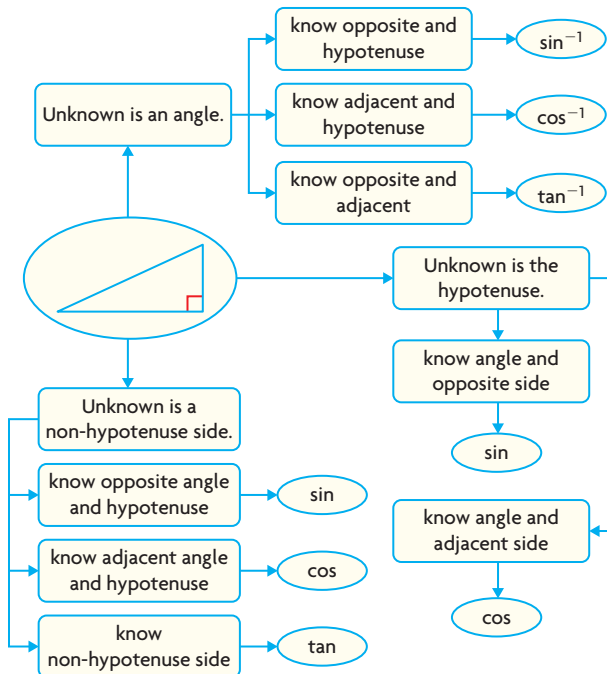 know opposite and
hypotenuse
sin⁻¹
Unknown is an angle.
know adjacent and
hypotenuse
cos⁻¹
know opposite and
adjacent
tan⁻¹
Unknown is the
hypotenuse.
know angle and
opposite side
sin
know angle and
adjacent side
cos
Unknown is a
non-hypotenuse side.
know opposite angle
and hypotenuse
sin
know adjacent angle
and hypotenuse
cos
know
non-hypotenuse side
tan